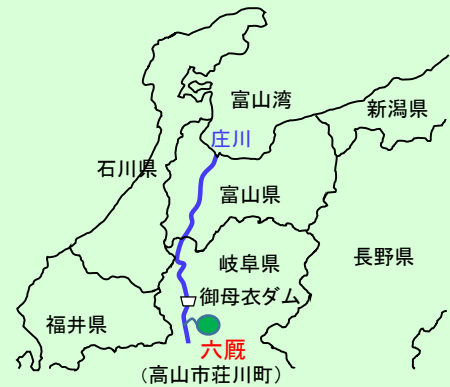 富山湾
新潟県
庄川
石川県
富山県
岐阜県
長野県
御母衣ダム
福井県
六厩
(高山市荘川町)